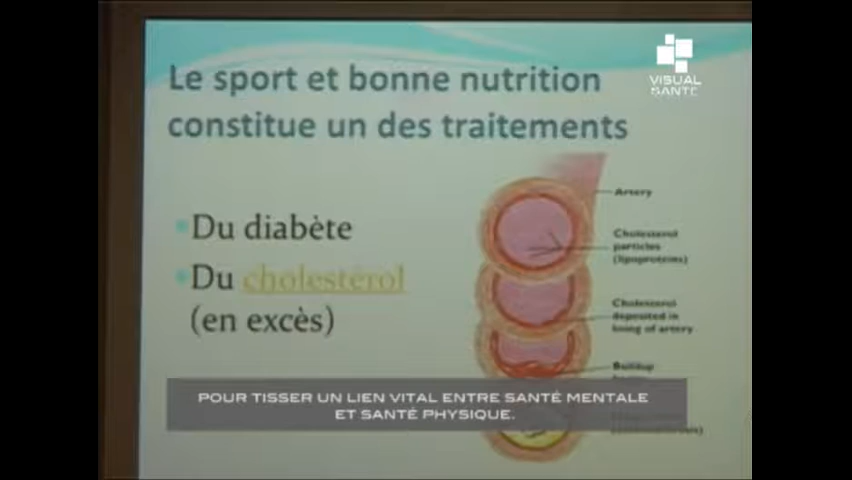 Le sport et bonne nutrition
constitue un des traitements
VISUAL
SANTÉ
Du diabète
Du cholestérol
(en excès)
Artery
Cholesterol
particles
(lipoproteins)
Cholesterol
deposited in
lining of artery
Buildup
POUR TISSER UN LIEN VITAL ENTRE SANTÉ MENTALE
ET SANTÉ PHYSIQUE.